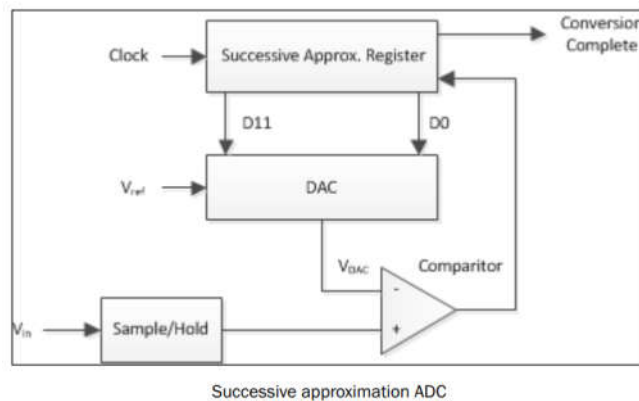 Conversion
Complete
Clock
Successive Approx. Register
D11
D0
Vref
DAC
VDAC
Comparitor
-
Vin
Sample/Hold
+
Successive approximation ADC